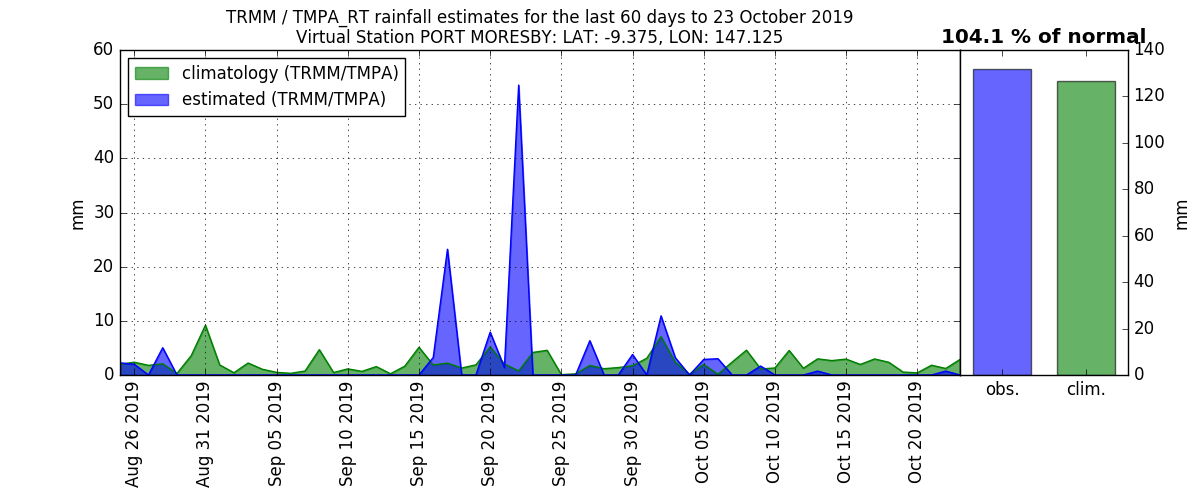 TRMM / TMPA_RT rainfall estimates for the last 60 days to 23 October 2019
Virtual Station PORT MORESBY: LAT: -9.375, LON: 147.125
104.1 % of normal
climatology (TRMM/TMPA)
estimated (TRMM/TMPA)
60
50
40
30
20
10
0
mm
Aug 26 2019
Aug 31 2019
Sep 05 2019
Sep 10 2019
Sep 15 2019
Sep 20 2019
Sep 25 2019
Sep 30 2019
Oct 05 2019
Oct 10 2019
Oct 15 2019
Oct 20 2019
obs.
clim.
140
120
100
80
60
40
20
0
mm